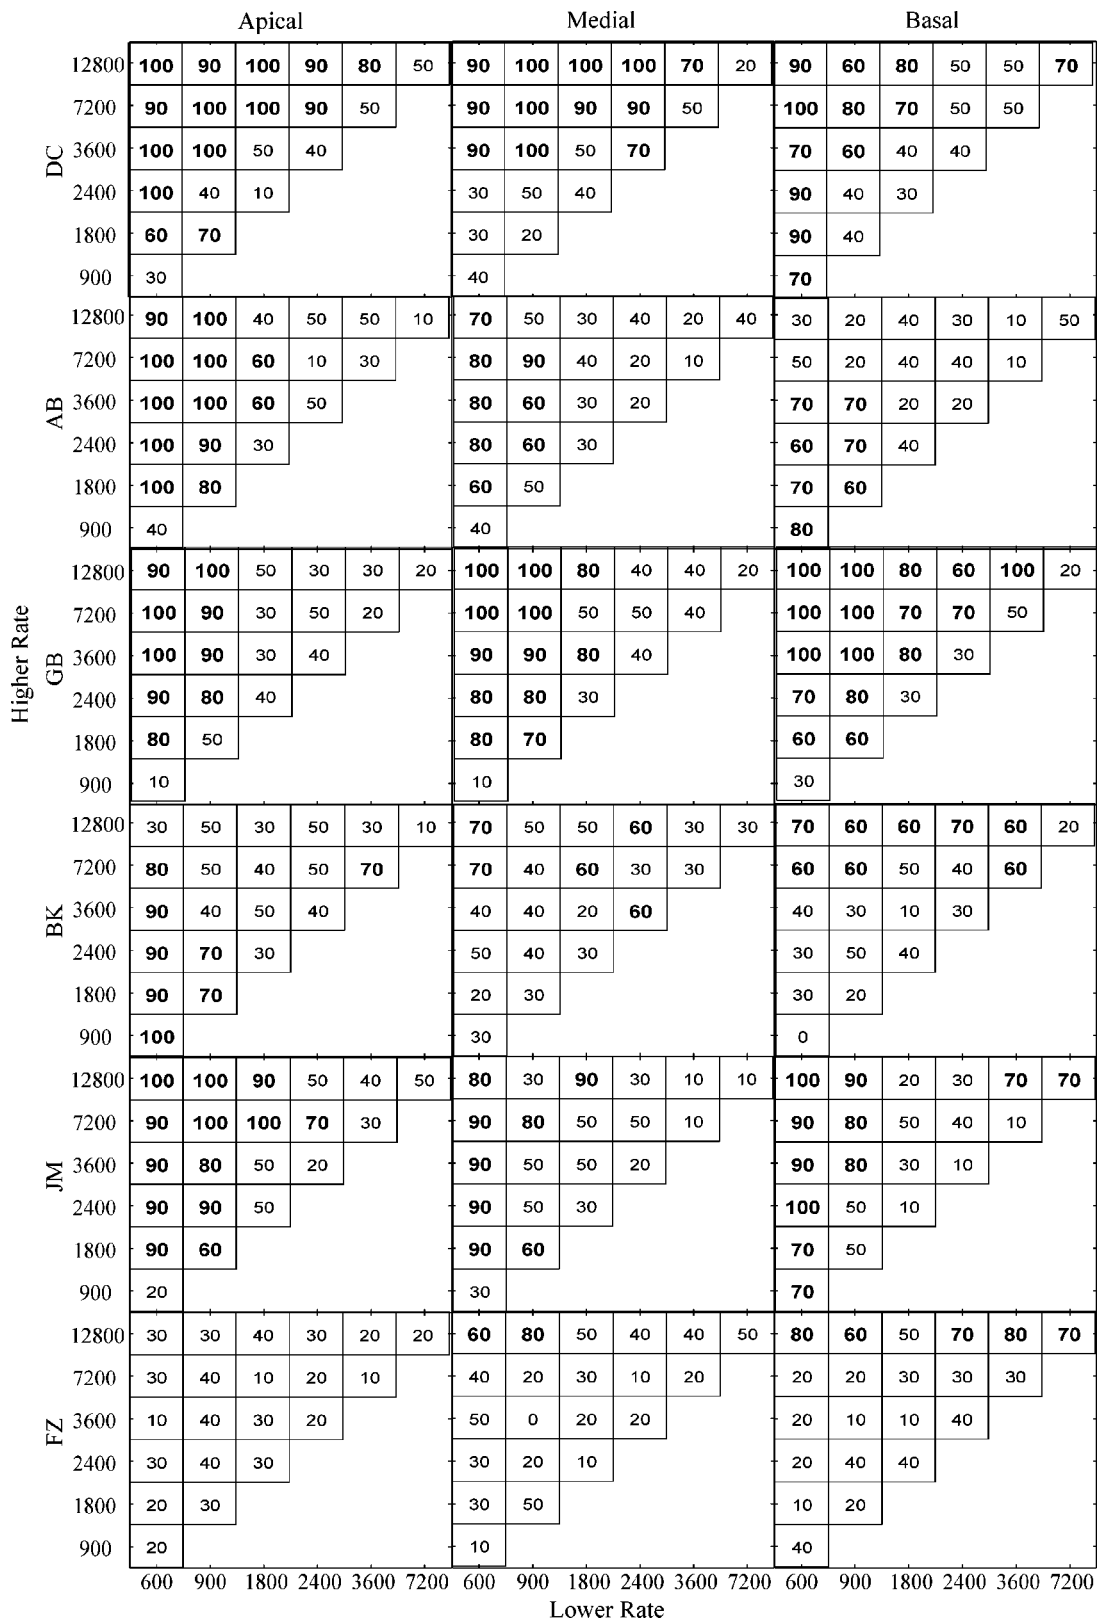 Apical Medial Basal
12800 100 90 100 90 80 50 90 100 100 100 70 20 90 60 80 50 50 70
7200 90 100 100 90 50 90 100 90 90 50 100 80 70 50 50
3600 100 100 50 40 90 100 50 70 70 60 40 40
DC
2400 100 40 10 30 50 40 90 40 30
1800 60 70 30 20 90 40
900 30 40 70
12800 90 100 40 50 50 10 70 50 30 40 20 40 30 20 40 30 10 50
7200 100 100 60 10 30 80 90 40 20 10 50 20 40 40 10
3600 100 100 60 50 80 60 30 20 70 70 20 20
AB
2400 100 90 30 80 60 30 60 70 40
1800 100 80 60 50 70 60
900 40 40 80
12800 90 100 50 30 30 20 100 100 80 40 40 20 100 100 80 60 100 20
7200 100 90 30 50 20 100 100 50 50 40 100 100 70 70 50
3600 100 90 30 40 90 90 80 40 100 100 80 30
Higher Rate
GB
2400 90 80 40 80 80 30 70 80 30
1800 80 50 80 70 60 60
900 10 10 30
12800 30 50 30 50 30 10 70 50 50 60 30 30 70 60 60 70 60 20
7200 80 50 40 50 70 70 40 60 30 30 60 60 50 40 60
3600 90 40 50 40 40 40 20 60 40 30 10 30
BK
2400 90 70 30 50 40 30 30 50 40
1800 90 70 20 30 30 20
900 100 30 0
12800 100 100 90 50 40 50 80 30 90 30 10 10 100 90 20 30 70 70
7200 90 100 100 70 30 90 80 50 50 10 90 80 50 40 10
3600 90 80 50 20 90 50 50 20 90 80 30 10
JM
2400 90 90 50 90 50 30 100 50 10
1800 90 60 90 60 70 50
900 20 30 70
12800 30 30 40 30 20 20 60 80 50 40 40 50 80 60 50 70 80 70
7200 30 40 10 20 10 40 20 30 10 20 20 20 30 30 30
3600 10 40 30 20 50 0 20 20 20 10 10 40
FZ
2400 30 40 30 30 20 10 20 40 40
1800 20 30 30 50 10 20
900 20 10 40
600 900 1800 2400 3600 7200 600 900 1800 2400 3600 7200 600 900 1800 2400 3600 7200
Lower Rate